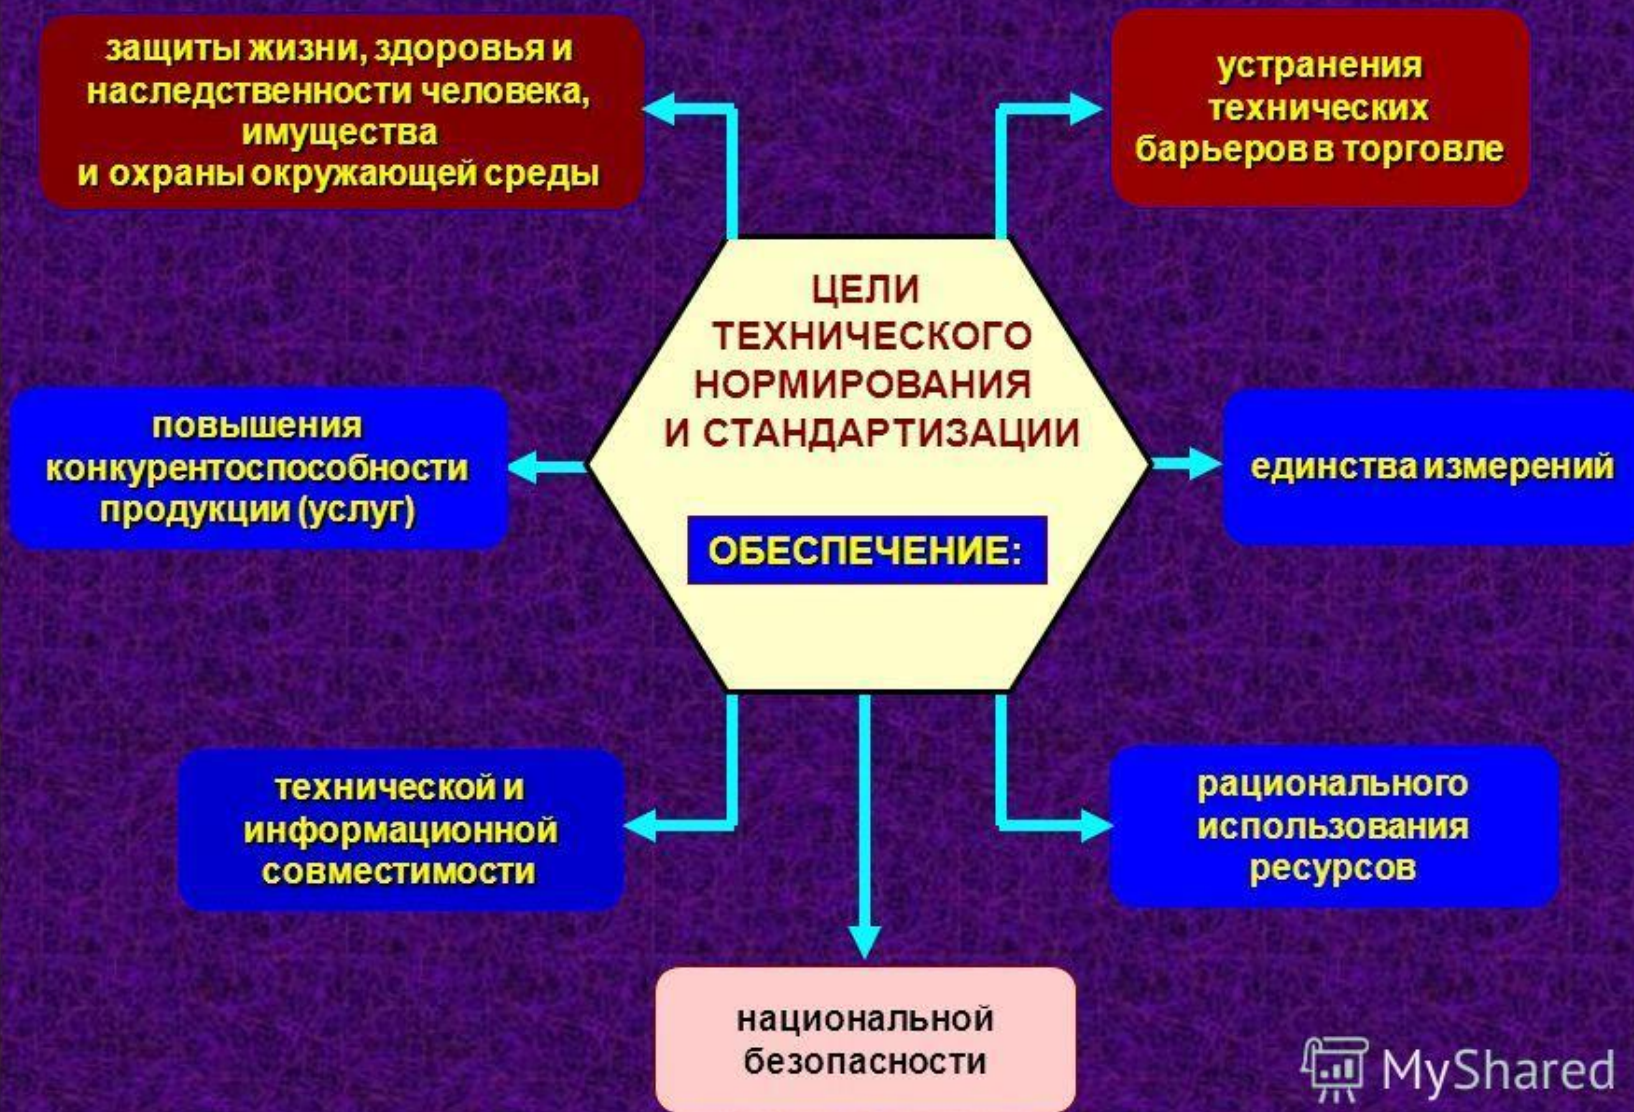 защиты жизни, здоровья и
наследственности человека,
имущества
и охраны окружающей среды
устранения
технических
барьеров в торговле
ЦЕЛИ
ТЕХНИЧЕСКОГО
НОРМИРОВАНИЯ
И СТАНДАРТИЗАЦИИ
ОБЕСПЕЧЕНИЕ:
повышения
конкурентоспособности
продукции (услуг)
единства измерений
технической и
информационной
совместимости
рационального
использования
ресурсов
национальной
безопасности
MyShared